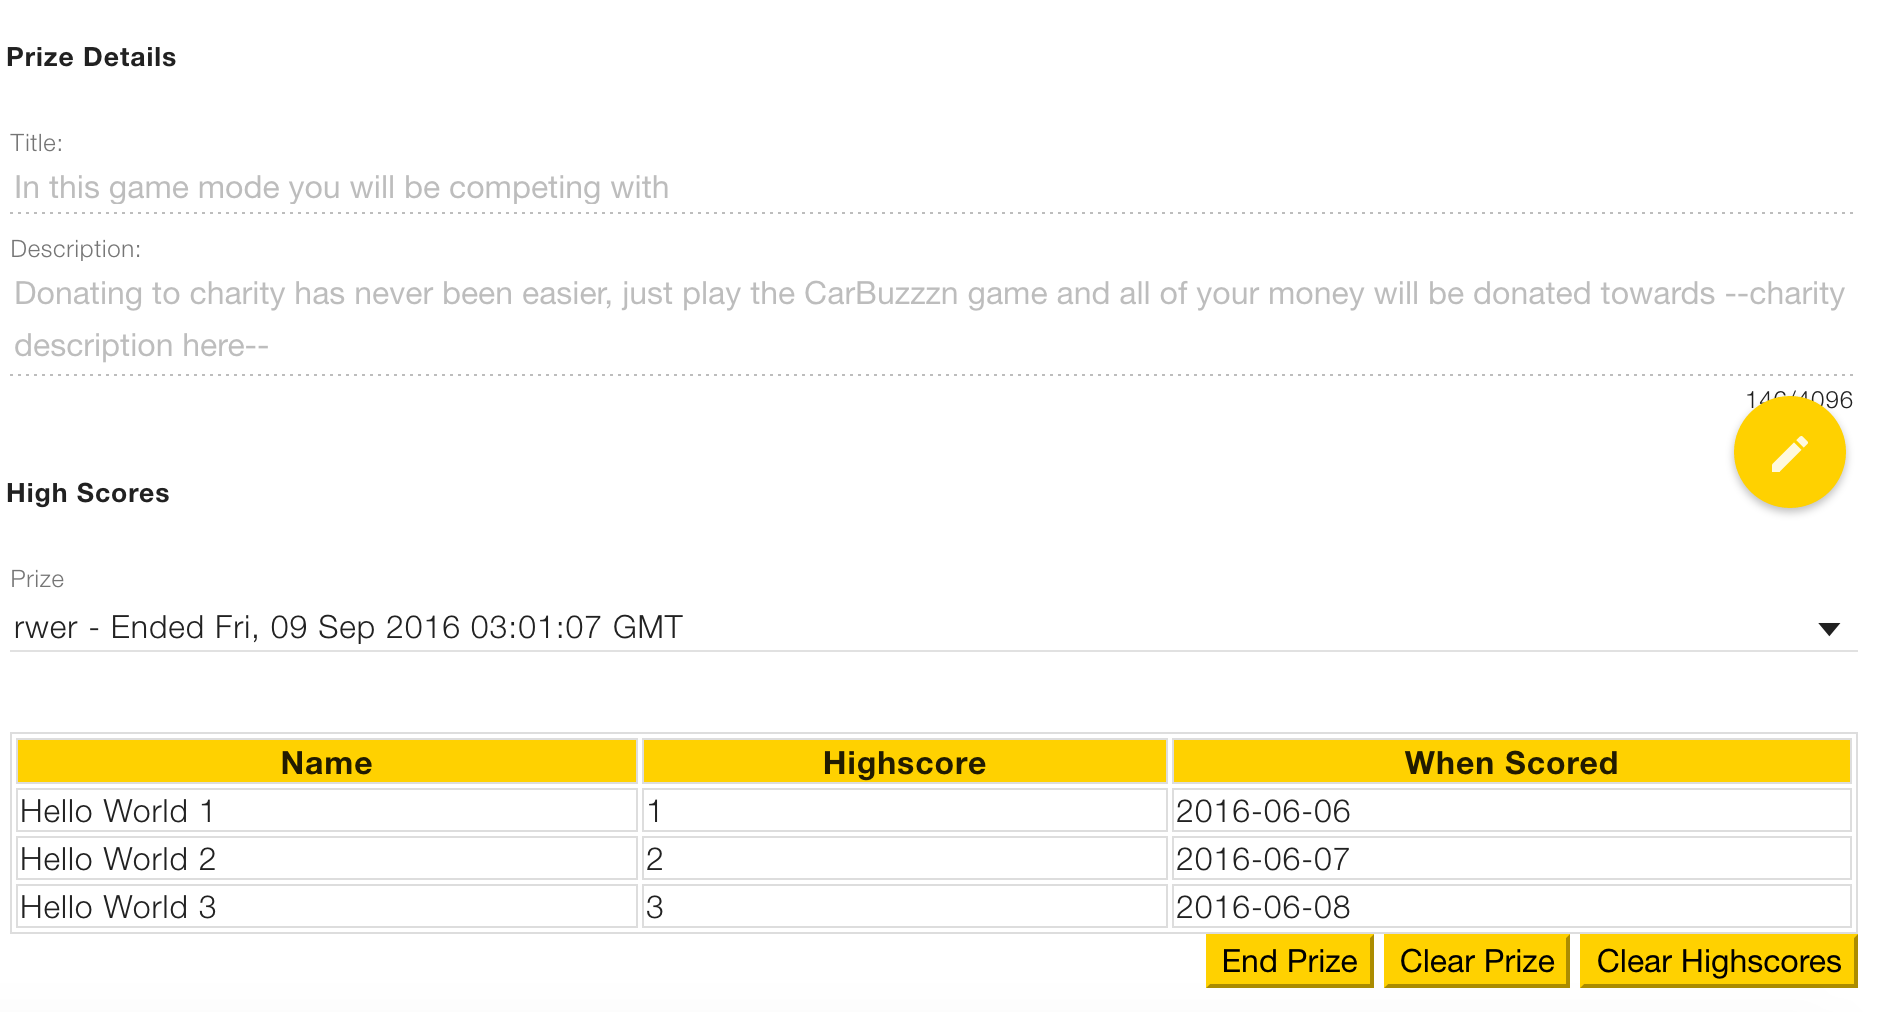 Prize Details
Title:
In this game mode you will be competing with
Description:
Donating to charity has never been easier, just play the CarBuzzzn game and all of your money will be donated towards --charity
description here--
High Scores
Prize
rwer - Ended Fri, 09 Sep 2016 03:01:07 GMT
Name Highscore When Scored
Hello World 1 1 2016-06-06
Hello World 2 2 2016-06-07
Hello World 3 3 2016-06-08
End Prize Clear Prize Clear Highscores